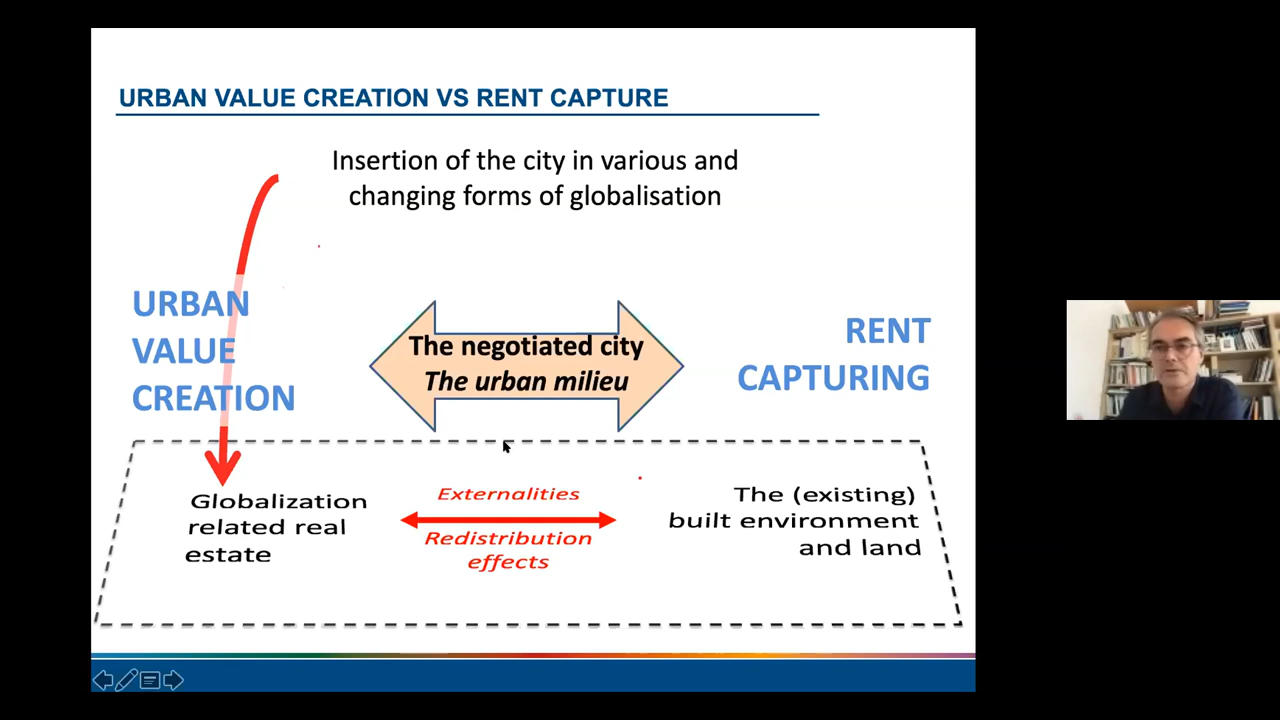 URBAN VALUE CREATION VS RENT CAPTURE
Insertion of the city in various and
changing forms of globalisation
URBAN
VALUE
CREATION
The negotiated city
The urban milieu
RENT
CAPTURING
Globalization
related real
estate
Externalities
Redistribution
effects
The (existing)
built environment
and land